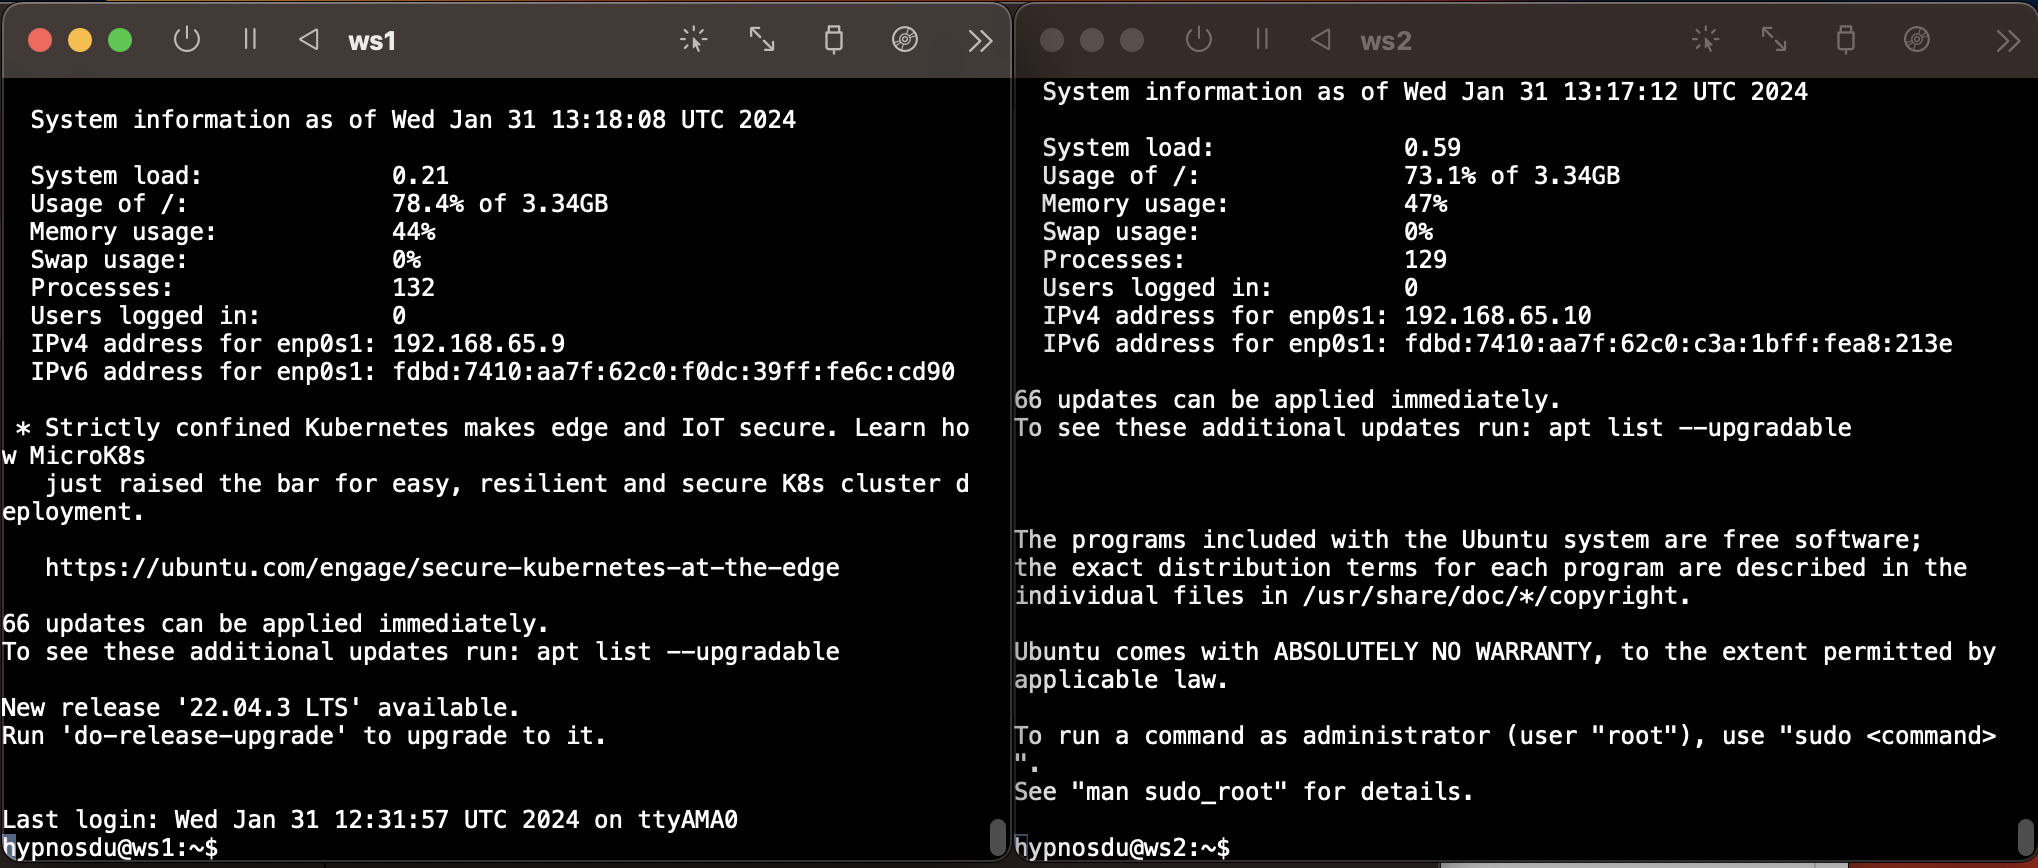 ws1
System information as of Wed Jan 31 13:18:08 UTC 2024
System load: 0.21
Usage of /: 78.4% of 3.34GB
Memory usage: 44%
Swap usage: 0%
Processes: 132
Users logged in: 0
IPv4 address for enp0s1: 192.168.65.9
IPv6 address for enp0s1: fdbd:7410:aa7f:62c0:f0dc:39ff:fe6c:cd90
* Strictly confined Kubernetes makes edge and IoT secure. Learn ho
w MicroK8s
just raised the bar for easy, resilient and secure K8s cluster d
eployment.
https://ubuntu.com/engage/secure-kubernetes-at-the-edge
66 updates can be applied immediately.
To see these additional updates run: apt list --upgradable
New release '22.04.3 LTS' available.
Run 'do-release-upgrade' to upgrade to it.
Last login: Wed Jan 31 12:31:57 UTC 2024 on ttyAMA0
hypnosdu@ws1:~$
ws2
System information as of Wed Jan 31 13:17:12 UTC 2024
System load: 0.59
Usage of /: 73.1% of 3.34GB
Memory usage: 47%
Swap usage: 0%
Processes: 129
Users logged in: 0
IPv4 address for enp0s1: 192.168.65.10
IPv6 address for enp0s1: fdbd:7410:aa7f:62c0:c3a:1bff:fea8:213e
66 updates can be applied immediately.
To see these additional updates run: apt list --upgradable
The programs included with the Ubuntu system are free software;
the exact distribution terms for each program are described in the
individual files in /usr/share/doc/*/copyright.
Ubuntu comes with ABSOLUTELY NO WARRANTY, to the extent permitted by
applicable law.
To run a command as administrator (user "root"), use "sudo <command>
".
See "man sudo_root" for details.
hypnosdu@ws2:~$